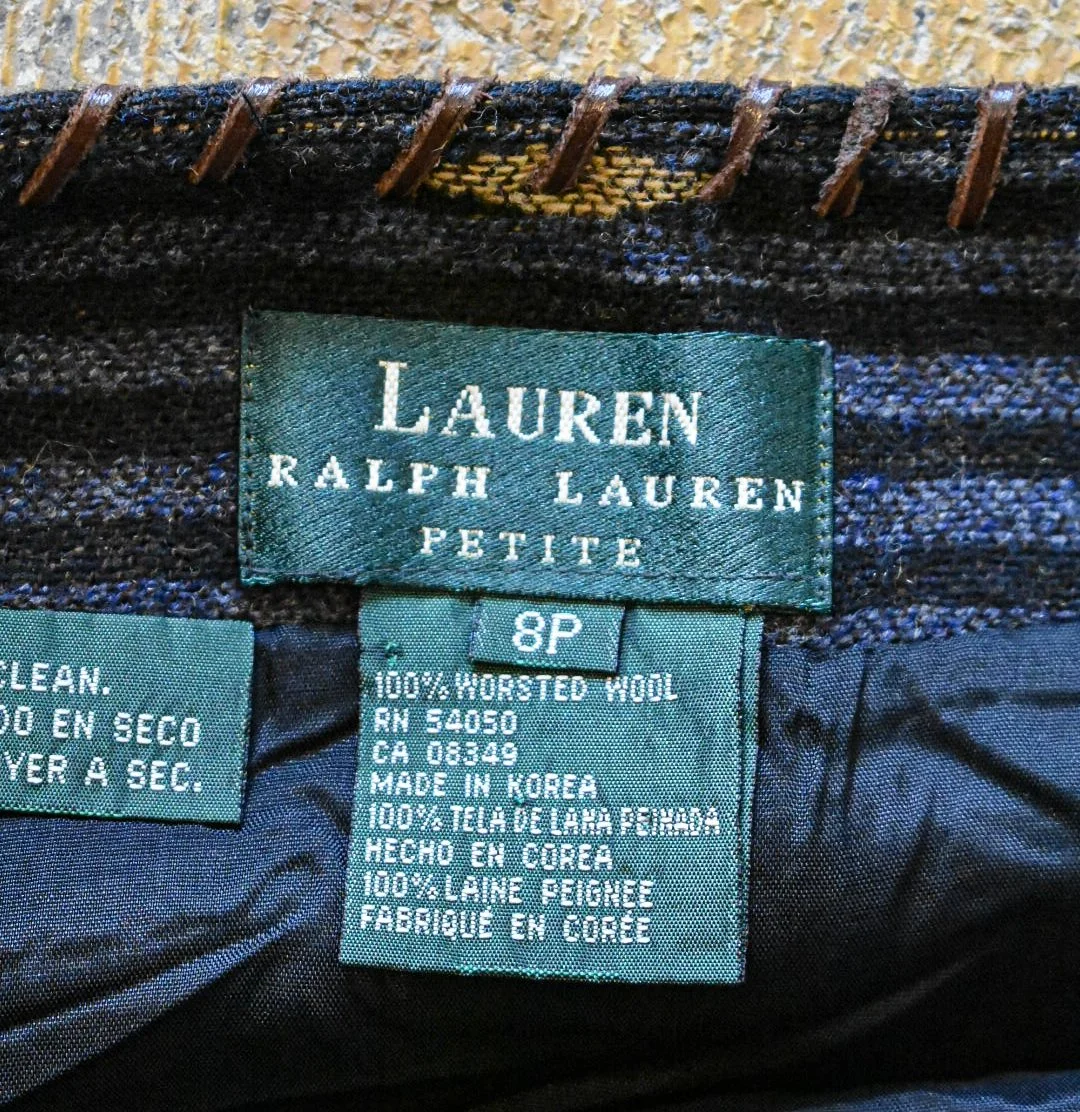 LAUREN
RALPH LAUREN
PETITE
8P
100% WORSTED WOOL
RN 54050
CA 08349
MADE IN KOREA
100% TELA DE LANA PEINADA
HECHO EN COREA
100% LAINE PEIGNEE
FABRIQUÉ EN CORÉE
CLEAN.
EN SECO
A SEC.